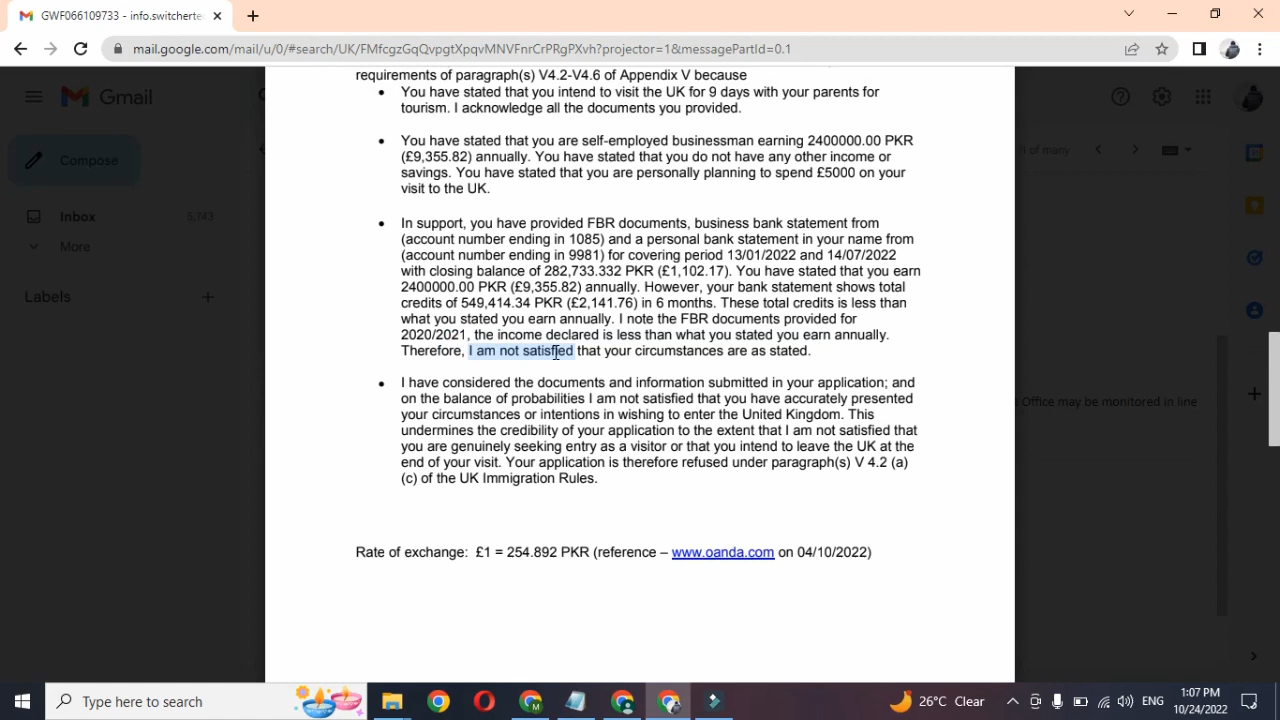 GWF066109733 - info.switcherte
mail.google.com/mail/u/0/#search/UK/FMfcgzGqQvpgtXpqvMNVFnrCrPRgPXvh?projector=1&messagePartId=0.1
Gmail
Compose
Inbox 5,743
More
Labels
of many
requirements of paragraph(s) V4.2-V4.6 of Appendix V because
• You have stated that you intend to visit the UK for 9 days with your parents for
tourism. I acknowledge all the documents you provided.
• You have stated that you are self-employed businessman earning 2400000.00 PKR
(£9,355.82) annually. You have stated that you do not have any other income or
savings. You have stated that you are personally planning to spend £5000 on your
visit to the UK.
• In support, you have provided FBR documents, business bank statement from
(account number ending in 1085) and a personal bank statement in your name from
(account number ending in 9981) for covering period 13/01/2022 and 14/07/2022
with closing balance of 282,733.332 PKR (£1,102.17). You have stated that you earn
2400000.00 PKR (£9,355.82) annually. However, your bank statement shows total
credits of 549,414.34 PKR (£2,141.76) in 6 months. These total credits is less than
what you stated you earn annually. I note the FBR documents provided for
2020/2021, the income declared is less than what you stated you earn annually.
Therefore, I am not satisfied that your circumstances are as stated.
• I have considered the documents and information submitted in your application; and
on the balance of probabilities I am not satisfied that you have accurately presented
your circumstances or intentions in wishing to enter the United Kingdom. This
undermines the credibility of your application to the extent that I am not satisfied that
you are genuinely seeking entry as a visitor or that you intend to leave the UK at the
end of your visit. Your application is therefore refused under paragraph(s) V 4.2 (a)
(c) of the UK Immigration Rules.
Office may be monitored in line
Rate of exchange: £1 = 254.892 PKR (reference – www.oanda.com on 04/10/2022)
Type here to search
26°C Clear
ENG
1:07 PM
10/24/2022